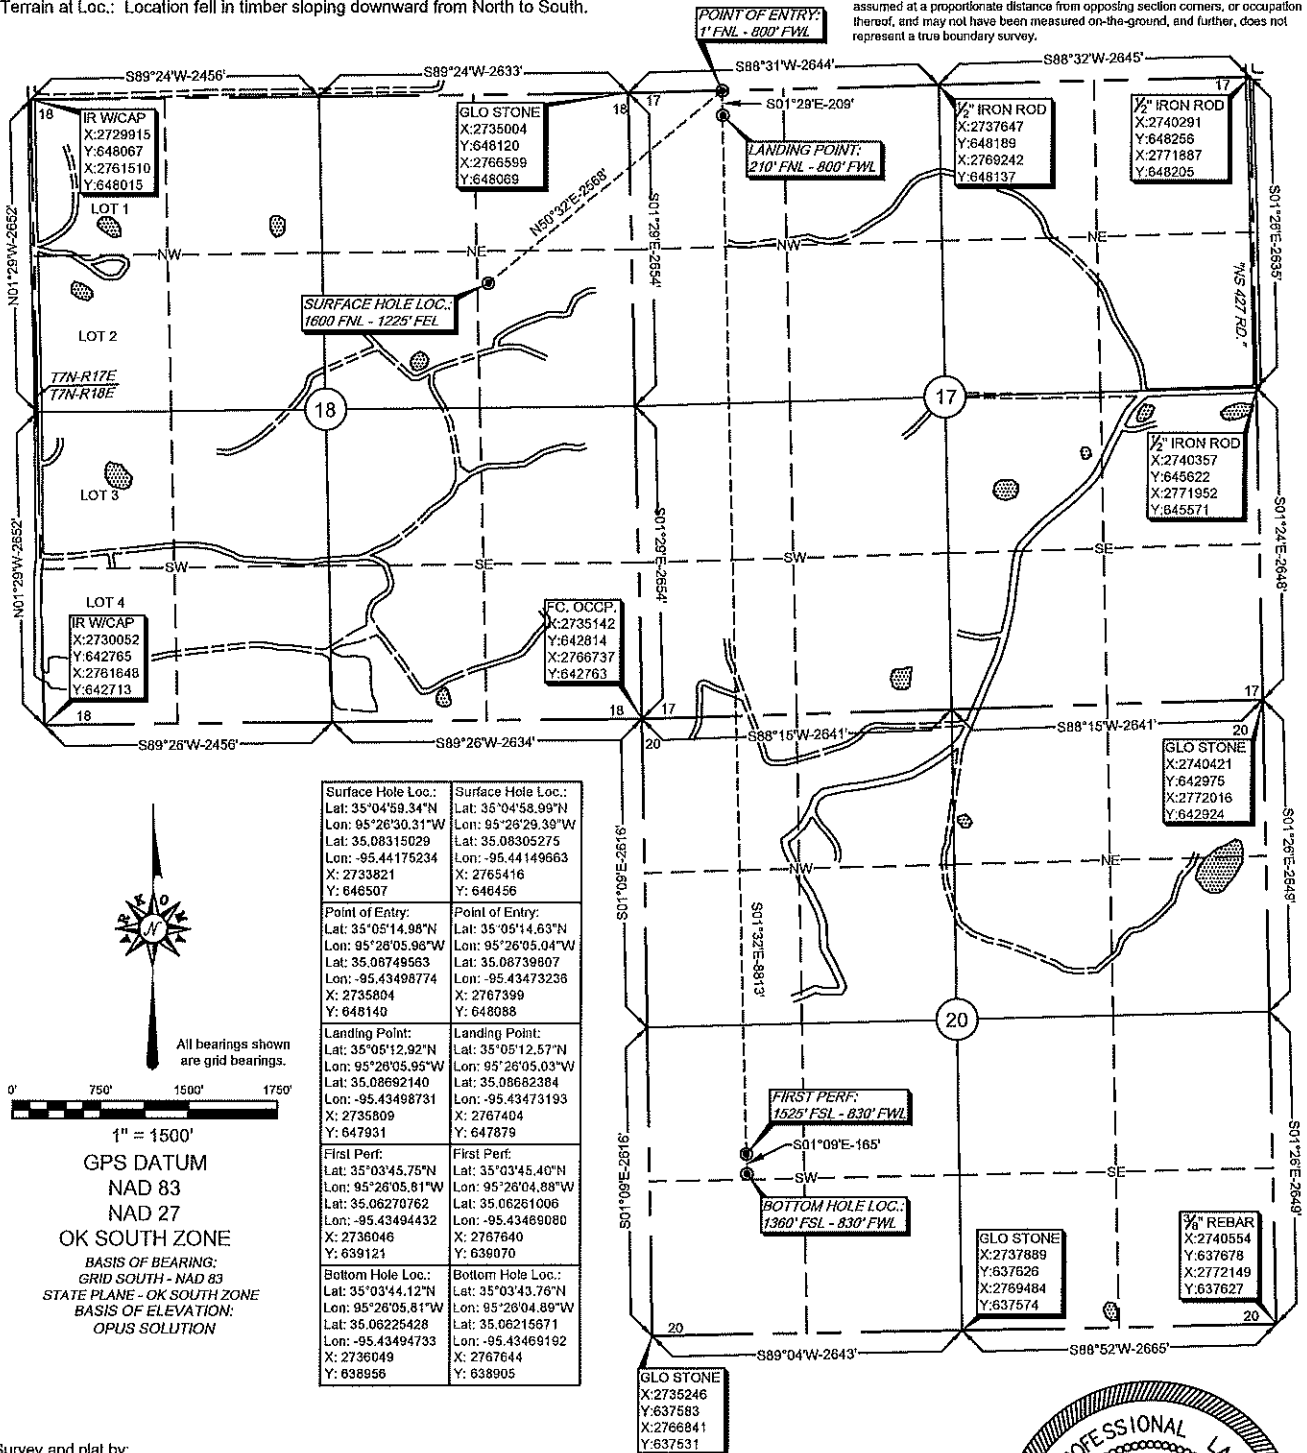 Terrain at Loc.: Location fell in timber sloping downward from North to South.
assumed at a proportionate distance from opposing section corners, or occupation
thereof, and may not have been measured on-the-ground, and further, does not
represent a true boundary survey.
POINT OF ENTRY:
1' FNL - 800' FWL
S89°24'W-2456'
S89°24'W-2633'
S88°31'W-2644'
S88°32'W-2645'
18
IR W/CAP
X:2729915
Y:648067
X:2761510
Y:648015
GLO STONE
X:2735004
Y:648120
X:2766599
Y:648069
18
17
S01°29'E-209'
LANDING POINT:
210' FNL - 800' FWL
1/2" IRON ROD
X:2737647
Y:648189
X:2769242
Y:648137
1/2" IRON ROD
X:2740291
Y:648256
X:2771887
Y:648205
17
N01°29'W-2652'
LOT 1
NW
NE
N50°32'E-2568'
S01°29'E-2654'
NW
NE
"NS 427 RD."
S01°26'E-2635'
SURFACE HOLE LOC.:
1600 FNL - 1225' FEL
LOT 2
T7N-R17E
T7N-R18E
18
17
1/2" IRON ROD
X:2740357
Y:645622
X:2771952
Y:645571
N01°29'W-2652'
LOT 3
SW
SE
S01°29'E-2654'
SW
SE
S01°24'E-2648'
LOT 4
IR W/CAP
X:2730052
Y:642765
X:2761648
Y:642713
FC. OCCP.
X:2735142
Y:642814
X:2766737
Y:642763
18
18
17
17
S89°26'W-2456'
S89°26'W-2634'
20
S88°15'W-2641'
S88°15'W-2641'
20
GLO STONE
X:2740421
Y:642975
X:2772016
Y:642924
Surface Hole Loc.:
Lat: 35°04'59.34"N
Lon: 95°26'30.31"W
Lat: 35.08315029
Lon: -95.44175234
X: 2733821
Y: 646507
Surface Hole Loc.:
Lat: 35°04'58.99"N
Lon: 95°26'29.39"W
Lat: 35.08305275
Lon: -95.44149663
X: 2765416
Y: 646456
Point of Entry:
Lat: 35°05'14.98"N
Lon: 95°26'05.96"W
Lat: 35.08749563
Lon: -95.43498774
X: 2735804
Y: 648140
Point of Entry:
Lat: 35°05'14.63"N
Lon: 95°26'05.04"W
Lat: 35.08739807
Lon: -95.43473236
X: 2767399
Y: 648088
Landing Point:
Lat: 35°05'12.92"N
Lon: 95°26'05.95"W
Lat: 35.08692140
Lon: -95.43498731
X: 2735809
Y: 647931
Landing Point:
Lat: 35°05'12.57"N
Lon: 95°26'05.03"W
Lat: 35.08682384
Lon: -95.43473193
X: 2767404
Y: 647879
First Perf:
Lat: 35°03'45.75"N
Lon: 95°26'05.81"W
Lat: 35.06270762
Lon: -95.43494432
X: 2736046
Y: 639121
First Perf:
Lat: 35°03'45.40"N
Lon: 95°26'04.88"W
Lat: 35.06261006
Lon: -95.43469080
X: 2767640
Y: 639070
Bottom Hole Loc.:
Lat: 35°03'44.12"N
Lon: 95°26'05.81"W
Lat: 35.06225428
Lon: -95.43494733
X: 2736049
Y: 638956
Bottom Hole Loc.:
Lat: 35°03'43.76"N
Lon: 95°26'04.89"W
Lat: 35.06215671
Lon: -95.43469192
X: 2767644
Y: 638905
S01°09'E-2616'
NW
NE
S01°32'E-8813'
S01°26'E-2649'
20
N
All bearings shown
are grid bearings.
0' 750' 1500' 1750'
1" = 1500'
GPS DATUM
NAD 83
NAD 27
OK SOUTH ZONE
BASIS OF BEARING:
GRID SOUTH - NAD 83
STATE PLANE - OK SOUTH ZONE
BASIS OF ELEVATION:
OPUS SOLUTION
FIRST PERF:
1525' FSL - 830' FWL
S01°09'E-165'
SW
SE
BOTTOM HOLE LOC.:
1360' FSL - 830' FWL
S01°09'E-2616'
S01°26'E-2649'
GLO STONE
X:2737889
Y:637626
X:2769484
Y:637574
3/8" REBAR
X:2740554
Y:637678
X:2772149
Y:637627
20
20
S89°04'W-2643'
S88°52'W-2665'
GLO STONE
X:2735246
Y:637583
X:2766841
Y:637531
Survey and plat by:
PROFESSIONAL